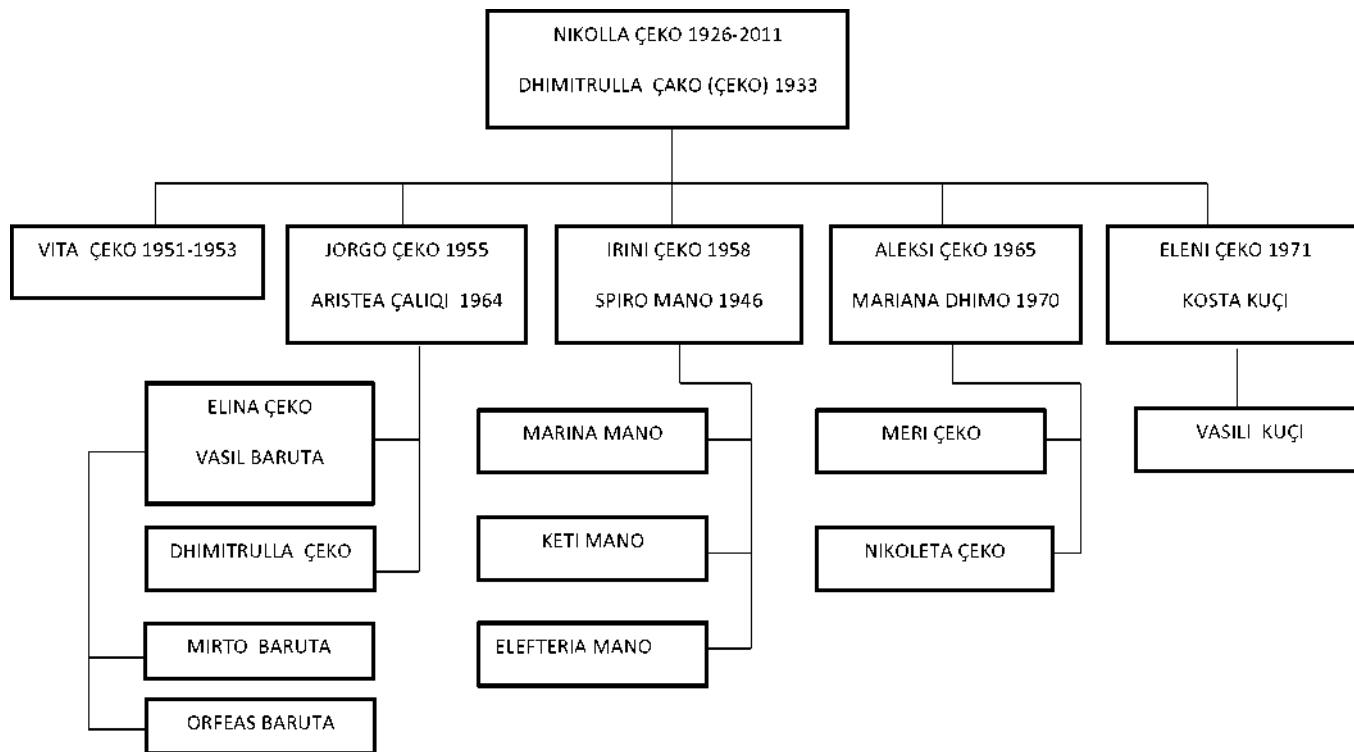 NIKOLLA ÇEKO 1926-2011
DHIMITRULLA ÇAKO (ÇEKO) 1933
VITA ÇEKO 1951-1953
JORGO ÇEKO 1955
ARISTEA ÇALIQI 1964
IRINI ÇEKO 1958
SPIRO MANO 1946
ALEKSI ÇEKO 1965
MARIANA DHIMO 1970
ELENI ÇEKO 1971
KOSTA KUÇI
ELINA ÇEKO
VASIL BARUTA
DHIMITRULLA ÇEKO
MIRTO BARUTA
ORFEAS BARUTA
MARINA MANO
KETI MANO
ELEFTERIA MANO
MERI ÇEKO
NIKOLETA ÇEKO
VASILI KUÇI